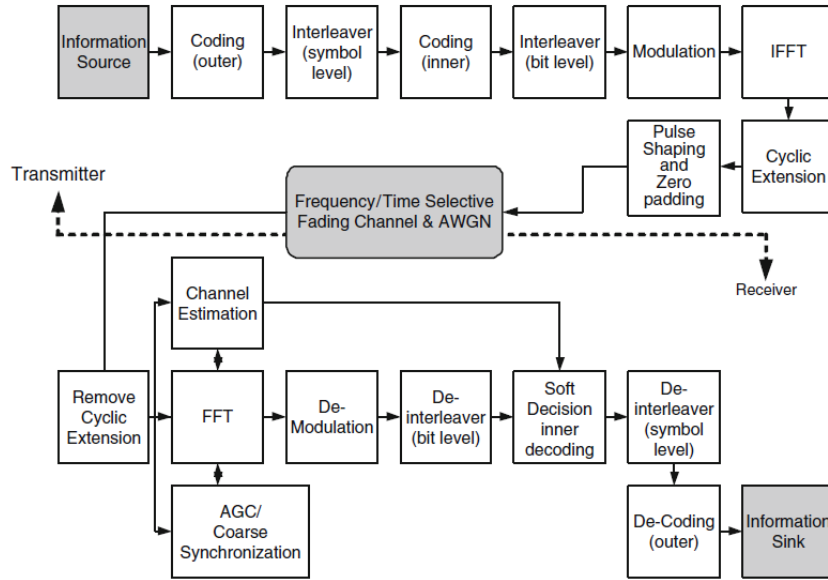 Information
Source
Coding
(outer)
Interleaver
(symbol
level)
Coding
(inner)
Interleaver
(bit level)
Modulation
IFFT
Pulse
Shaping
and
Zero
padding
Cyclic
Extension
Transmitter
Frequency/Time Selective
Fading Channel & AWGN
Receiver
Channel
Estimation
Remove
Cyclic
Extension
FFT
De-
Modulation
De-
interleaver
(bit level)
Soft
Decision
inner
decoding
De-
interleaver
(symbol
level)
AGC/
Coarse
Synchronization
De-Coding
(outer)
Information
Sink